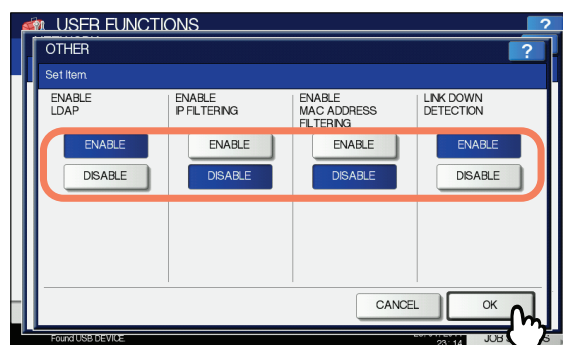 USER FUNCTIONS
?
OTHER
?
Set Item.
ENABLE
LDAP
ENABLE
IP FILTERING
ENABLE
MAC ADDRESS
FILTERING
LINK DOWN
DETECTION
ENABLE
ENABLE
ENABLE
ENABLE
DISABLE
DISABLE
DISABLE
DISABLE
CANCEL
OK
Found USB DEVICE.
23:14
JOB